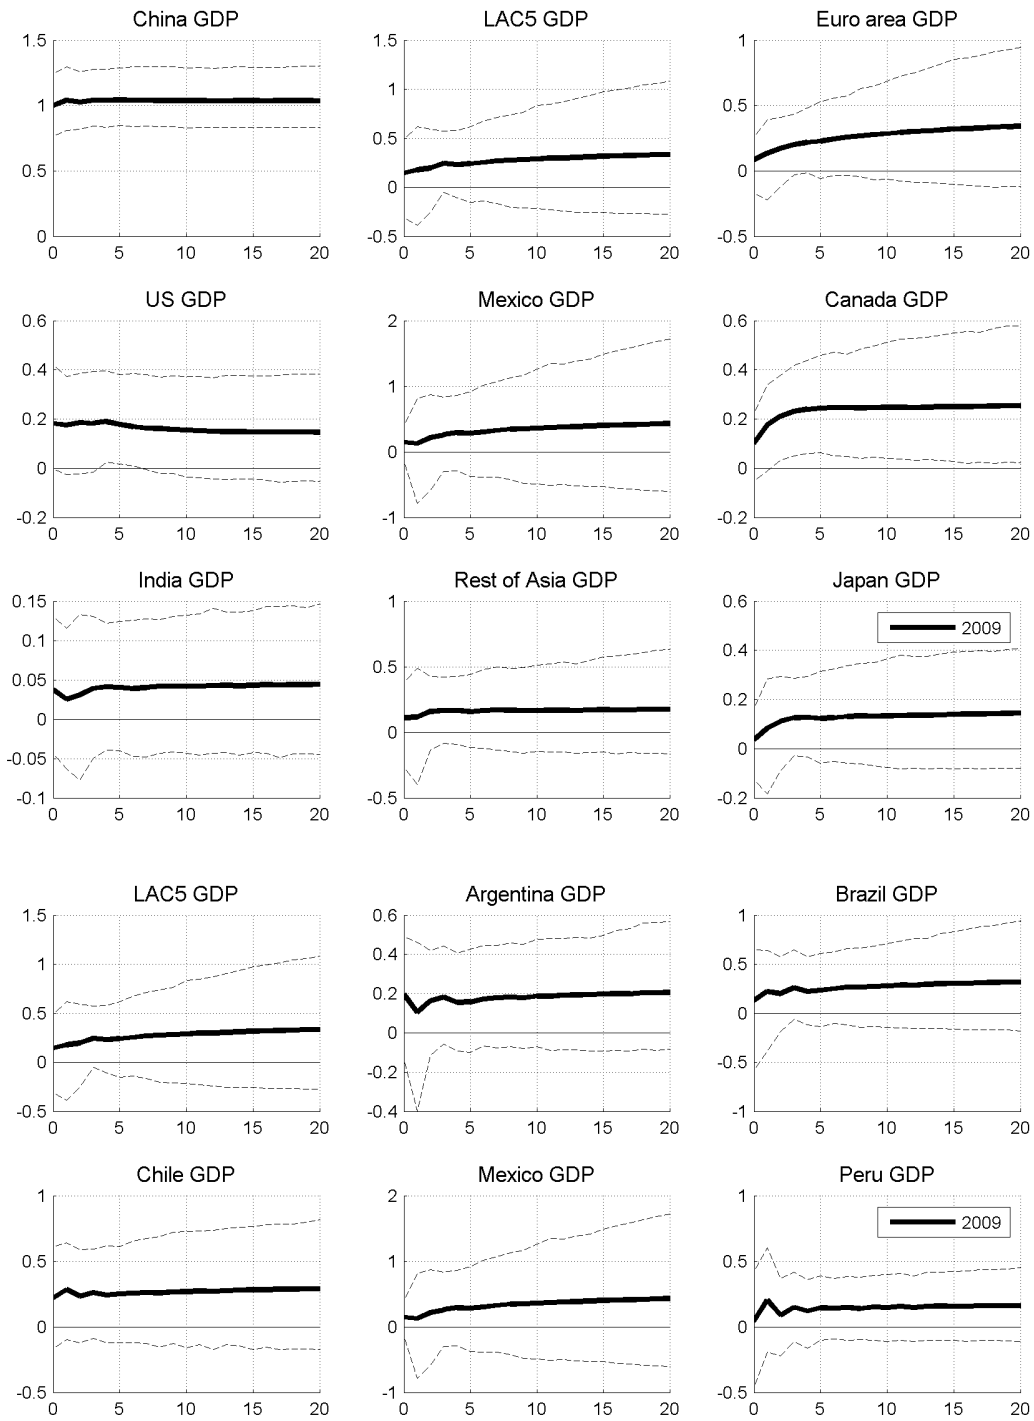 China GDP LAC5 GDP Euro area GDP
1.5 1.5 1
1 1 0.5
0.5 0.5 0
0 0 -0.5
-0.5
0 5 10 15 20 0 5 10 15 20 0 5 10 15 20
US GDP Mexico GDP Canada GDP
0.6 2 0.6
0.4 1 0.4
0.2 0 0.2
0 -1 0
-0.2 -0.2
0 5 10 15 20 0 5 10 15 20 0 5 10 15 20
India GDP Rest of Asia GDP Japan GDP
0.15 1 0.6
0.1 0.5 0.4
0.05 0 0.2
0 -0.5 0
-0.05 -0.2
-0.1
2009
0 5 10 15 20 0 5 10 15 20 0 5 10 15 20
LAC5 GDP Argentina GDP Brazil GDP
1.5 0.6 1
1 0.4 0.5
0.5 0.2 0
0 0 -0.5
-0.5 -0.2 -1
-0.4
0 5 10 15 20 0 5 10 15 20 0 5 10 15 20
Chile GDP Mexico GDP Peru GDP
1 2 1
0.5 1 0.5
0 0 0
-0.5 -1 -0.5
2009
0 5 10 15 20 0 5 10 15 20 0 5 10 15 20